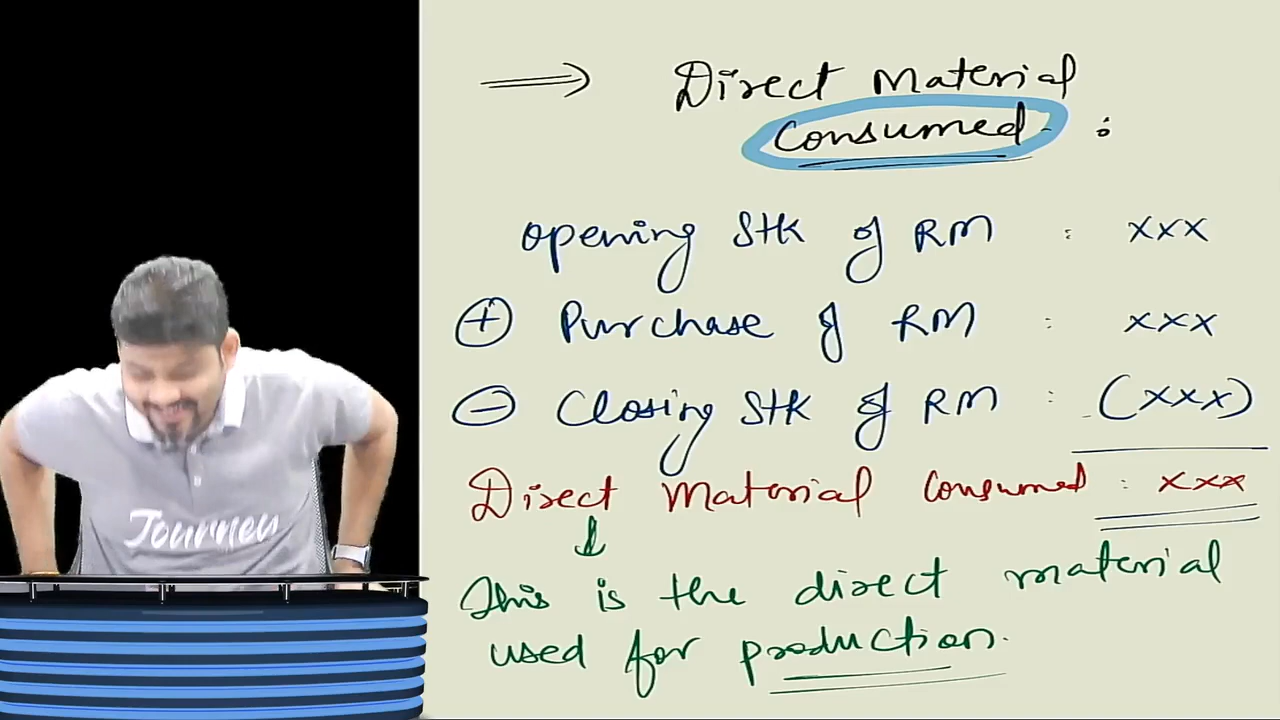 ⟹ Direct Material
Consumed. :
opening Stk of RM : xxx
⊕ Purchase of RM : xxx
⊖ Closing Stk of RM : (xxx)
Direct Material Consumed : xxx
↓
This is the direct material
used for production.
Journey